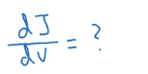 dJ/dv = ?